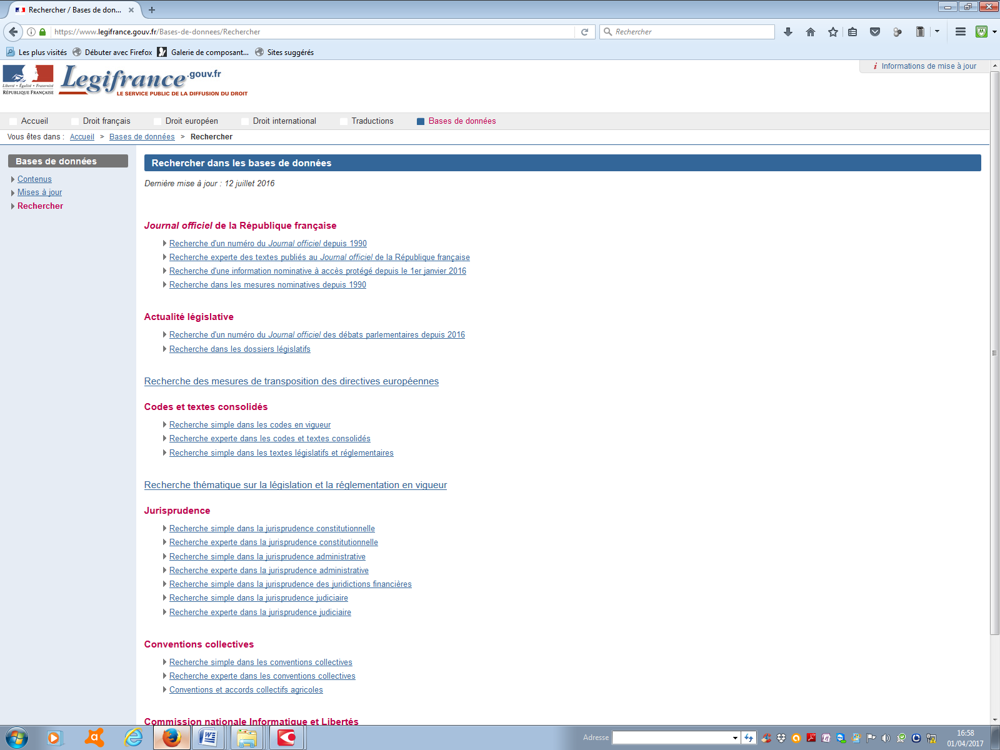 Rechercher / Bases de don...
https://www.legifrance.gouv.fr/Bases-de-donnees/Rechercher
Rechercher
Les plus visités
Débuter avec Firefox
Galerie de composant...
Sites suggérés
Liberté • Égalité • Fraternité
RÉPUBLIQUE FRANÇAISE
Legifrance.gouv.fr
LE SERVICE PUBLIC DE LA DIFFUSION DU DROIT
i Informations de mise à jour
Accueil
Droit français
Droit européen
Droit international
Traductions
Bases de données
Vous êtes dans : Accueil > Bases de données > Rechercher
Bases de données
Contenus
Mises à jour
Rechercher
Rechercher dans les bases de données
Dernière mise à jour : 12 juillet 2016
Journal officiel de la République française
Recherche d'un numéro du Journal officiel depuis 1990
Recherche experte des textes publiés au Journal officiel de la République française
Recherche d'une information nominative à accès protégé depuis le 1er janvier 2016
Recherche dans les mesures nominatives depuis 1990
Actualité législative
Recherche d'un numéro du Journal officiel des débats parlementaires depuis 2016
Recherche dans les dossiers législatifs
Recherche des mesures de transposition des directives européennes
Codes et textes consolidés
Recherche simple dans les codes en vigueur
Recherche experte dans les codes et textes consolidés
Recherche simple dans les textes législatifs et réglementaires
Recherche thématique sur la législation et la réglementation en vigueur
Jurisprudence
Recherche simple dans la jurisprudence constitutionnelle
Recherche experte dans la jurisprudence constitutionnelle
Recherche simple dans la jurisprudence administrative
Recherche experte dans la jurisprudence administrative
Recherche simple dans la jurisprudence des juridictions financières
Recherche simple dans la jurisprudence judiciaire
Recherche experte dans la jurisprudence judiciaire
Conventions collectives
Recherche simple dans les conventions collectives
Recherche experte dans les conventions collectives
Conventions et accords collectifs agricoles
Commission nationale Informatique et Libertés
Adresse
16:58
01/04/2017